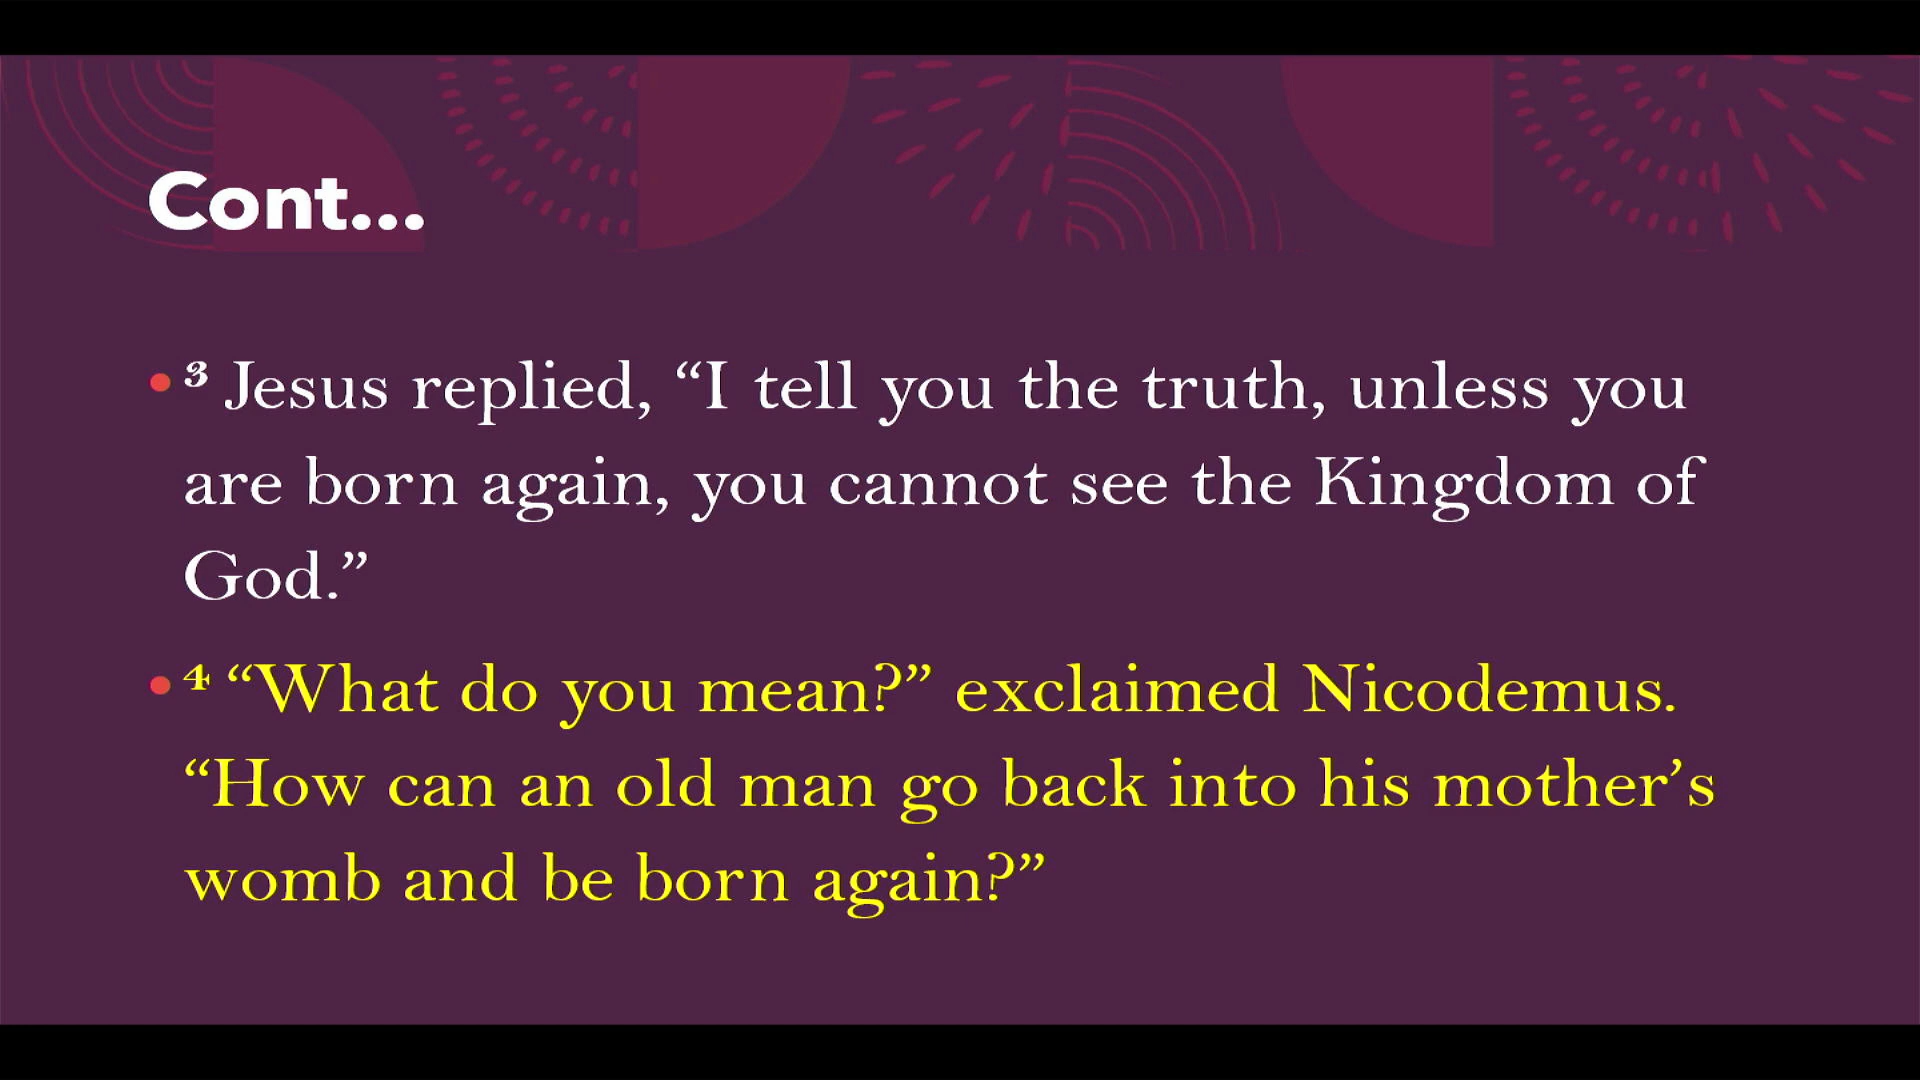 Cont...
• ³ Jesus replied, “I tell you the truth, unless you
are born again, you cannot see the Kingdom of
God.”
• ⁴ “What do you mean?” exclaimed Nicodemus.
“How can an old man go back into his mother’s
womb and be born again?”